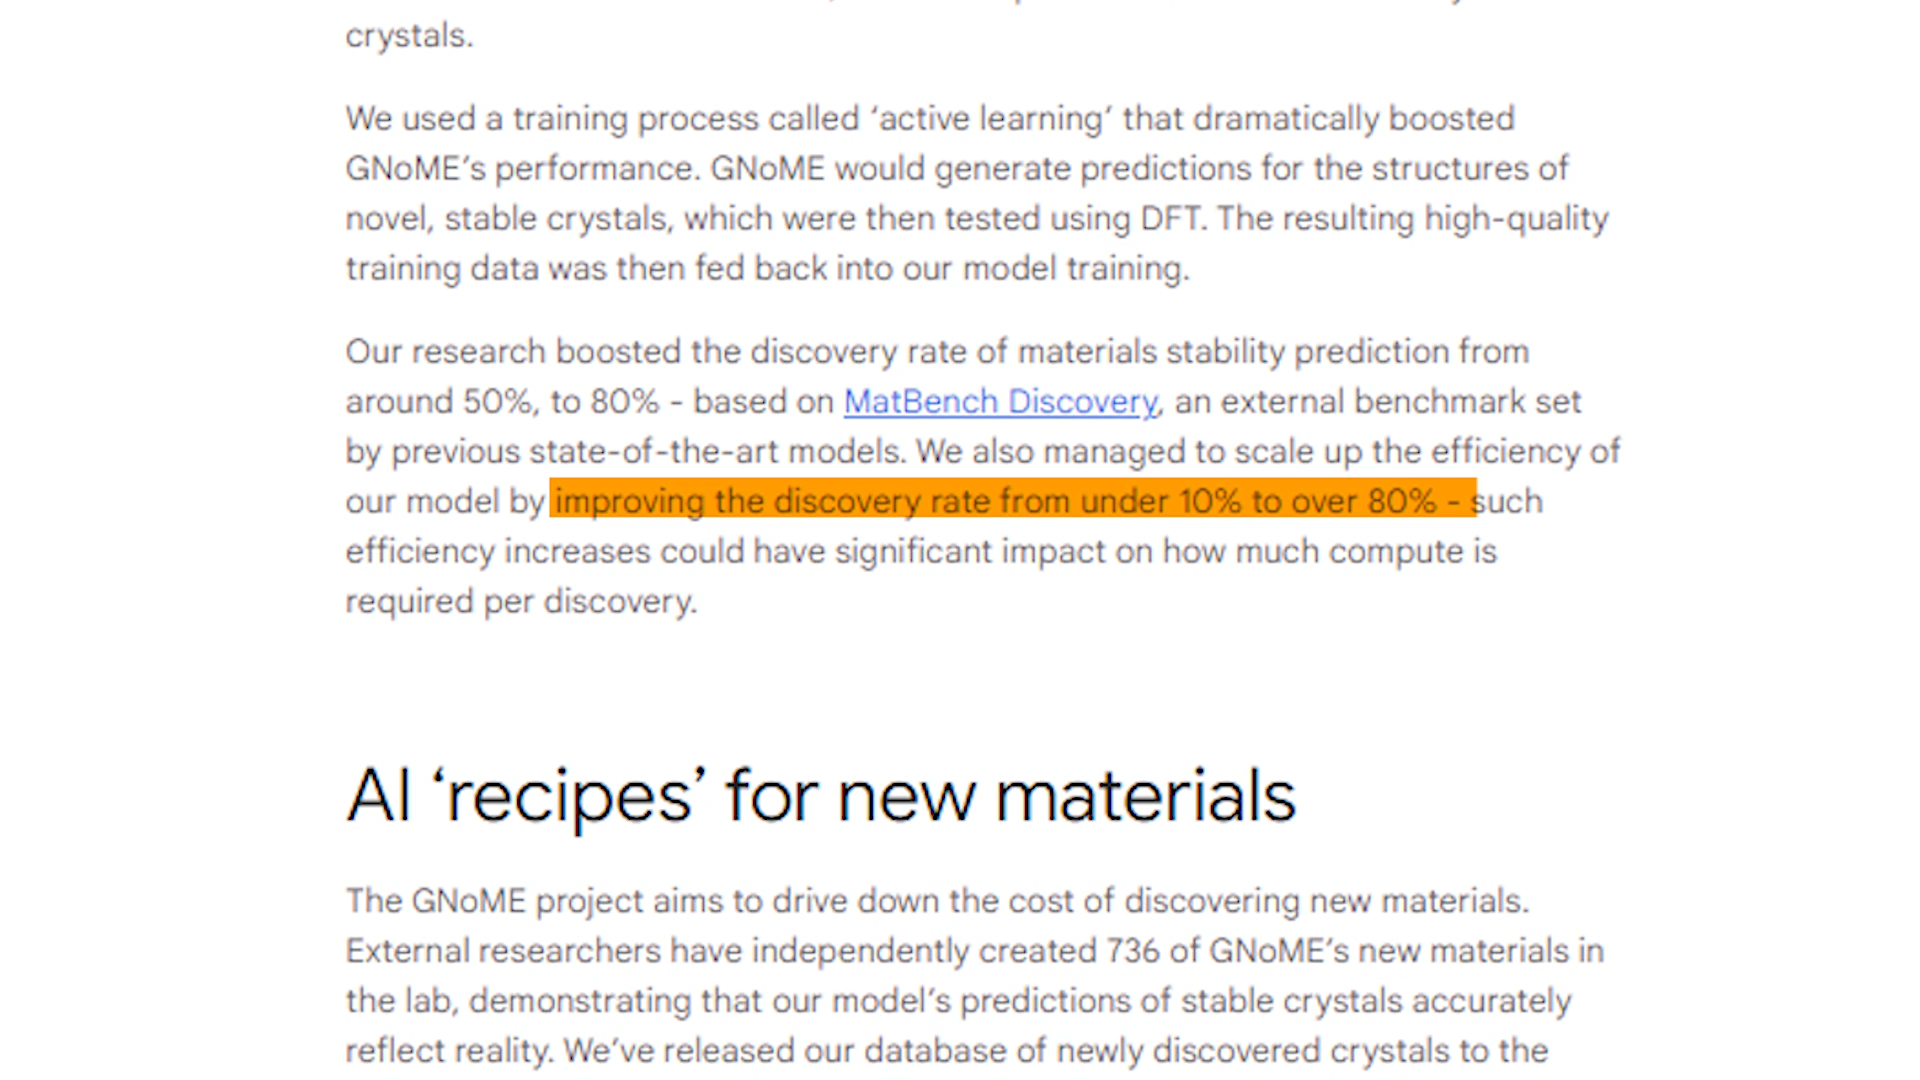 crystals.
We used a training process called ‘active learning’ that dramatically boosted
GNoME’s performance. GNoME would generate predictions for the structures of
novel, stable crystals, which were then tested using DFT. The resulting high-quality
training data was then fed back into our model training.
Our research boosted the discovery rate of materials stability prediction from
around 50%, to 80% - based on MatBench Discovery, an external benchmark set
by previous state-of-the-art models. We also managed to scale up the efficiency of
our model by improving the discovery rate from under 10% to over 80% - such
efficiency increases could have significant impact on how much compute is
required per discovery.
AI ‘recipes’ for new materials
The GNoME project aims to drive down the cost of discovering new materials.
External researchers have independently created 736 of GNoME’s new materials in
the lab, demonstrating that our model’s predictions of stable crystals accurately
reflect reality. We’ve released our database of newly discovered crystals to the